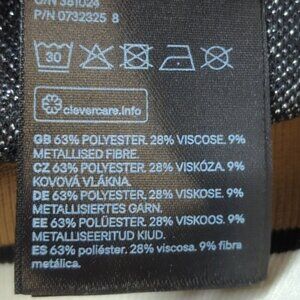 O/N 381024
P/N 0732325 8
30
clevercare.info
GB 63% POLYESTER. 28% VISCOSE. 9%
METALLISED FIBRE.
CZ 63% POLYESTER. 28% VISKÓZA. 9%
KOVOVÁ VLÁKNA.
DE 63% POLYESTER. 28% VISKOSE. 9%
METALLISIERTES GARN.
EE 63% POLÜESTER. 28% VISKOOS. 9%
METALLISEERITUD KIUD.
ES 63% poliéster. 28% viscosa. 9% fibra
metálica.